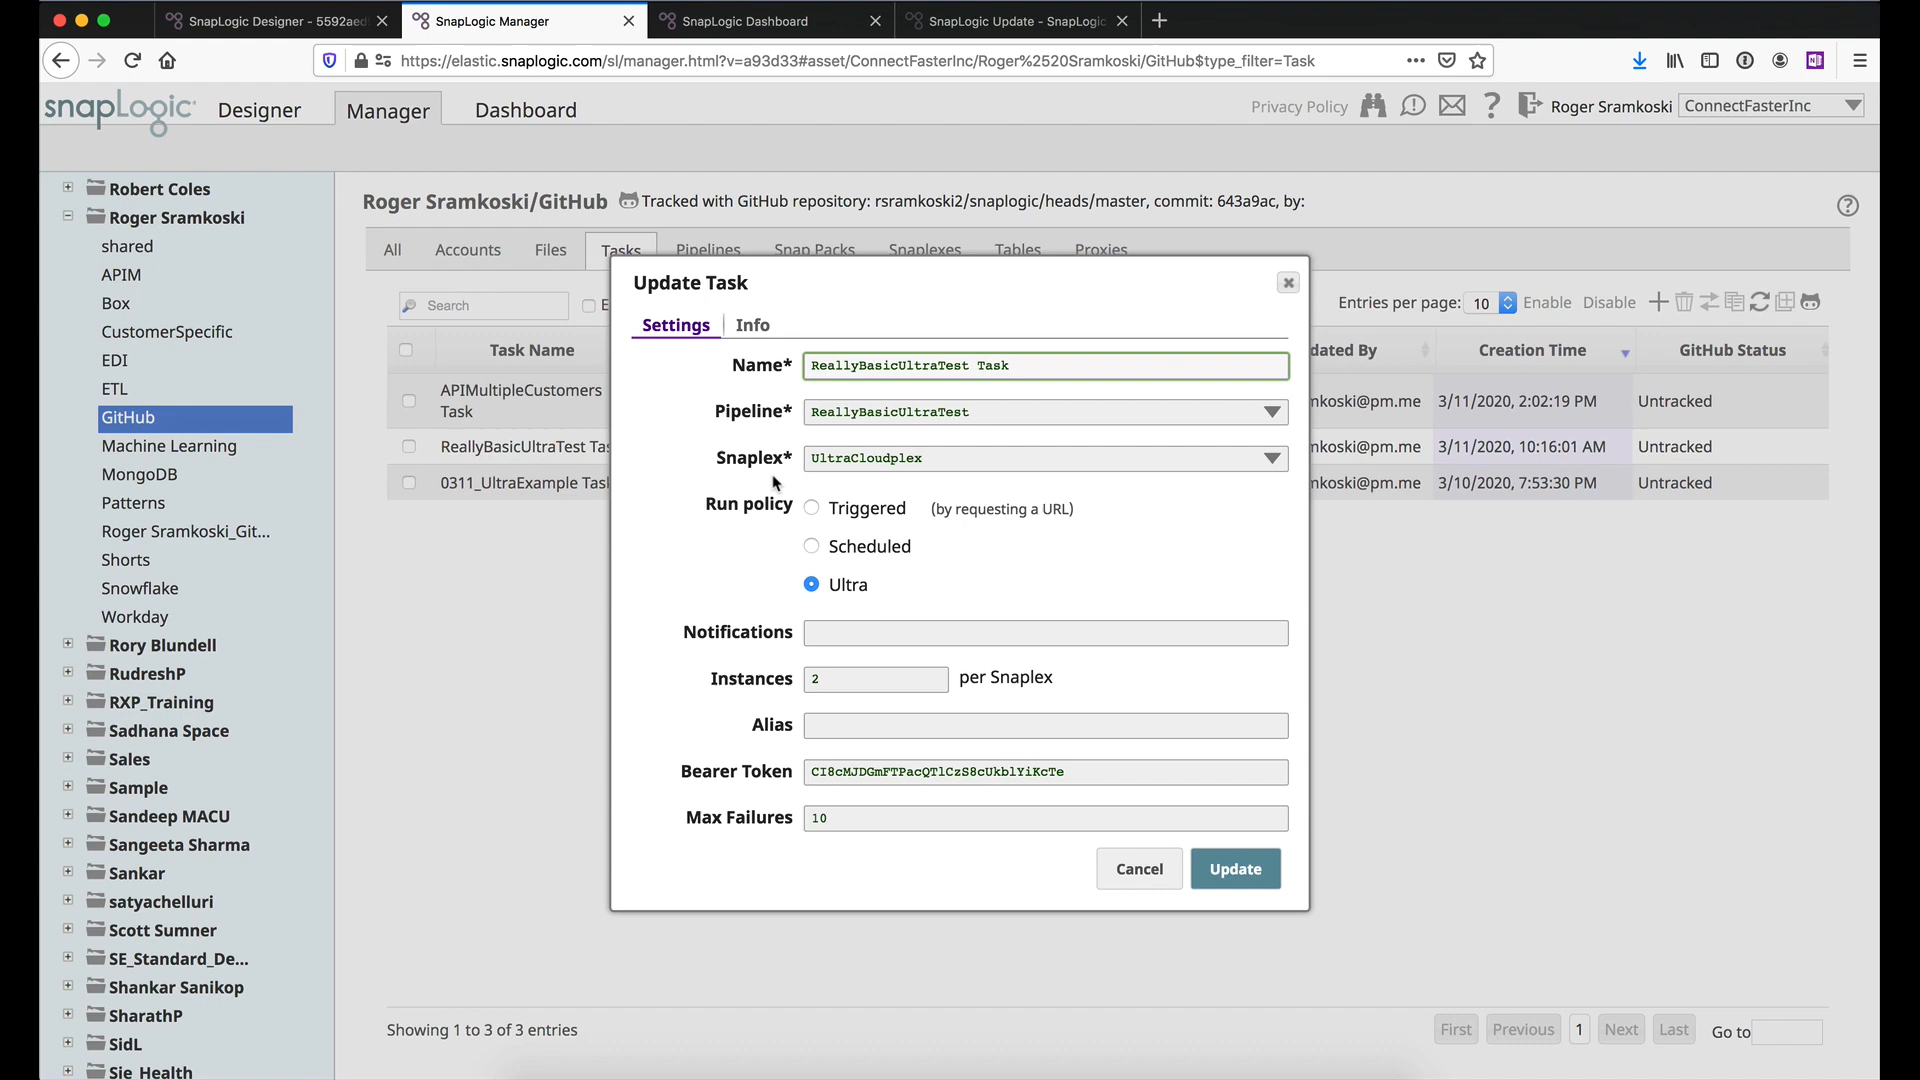 SnapLogic Designer - 5592aed
SnapLogic Manager
SnapLogic Dashboard
SnapLogic Update - SnapLogic
https://elastic.snaplogic.com/sl/manager.html?v=a93d33#asset/ConnectFasterInc/Roger%2520Sramkoski/GitHub$type_filter=Task
snapLogic
Designer
Manager
Dashboard
Privacy Policy
Roger Sramkoski
ConnectFasterInc
Robert Coles
Roger Sramkoski
shared
APIM
Box
CustomerSpecific
EDI
ETL
GitHub
Machine Learning
MongoDB
Patterns
Roger Sramkoski_Git...
Shorts
Snowflake
Workday
Rory Blundell
RudreshP
RXP_Training
Sadhana Space
Sales
Sample
Sandeep MACU
Sangeeta Sharma
Sankar
satyachelluri
Scott Sumner
SE_Standard_De...
Shankar Sanikop
SharathP
SidL
Sie_Health
Roger Sramkoski/GitHub Tracked with GitHub repository: rsramkoski2/snaplogic/heads/master, commit: 643a9ac, by:
All Accounts Files Tasks Pipelines Snap Packs Snaplexes Tables Proxies
Search
E
Entries per page: 10 Enable Disable
Task Name
dated By
Creation Time
GitHub Status
APIMultipleCustomers
Task
nkoski@pm.me
3/11/2020, 2:02:19 PM
Untracked
ReallyBasicUltraTest Tas
nkoski@pm.me
3/11/2020, 10:16:01 AM
Untracked
0311_UltraExample Task
nkoski@pm.me
3/10/2020, 7:53:30 PM
Untracked
Update Task
Settings
Info
Name* ReallyBasicUltraTest Task
Pipeline* ReallyBasicUltraTest
Snaplex* UltraCloudplex
Run policy
Triggered (by requesting a URL)
Scheduled
Ultra
Notifications
Instances 2 per Snaplex
Alias
Bearer Token CI8cMJDGmFTPacQTlCzS8cUkblYiKcTe
Max Failures 10
Cancel
Update
Showing 1 to 3 of 3 entries
First Previous 1 Next Last Go to